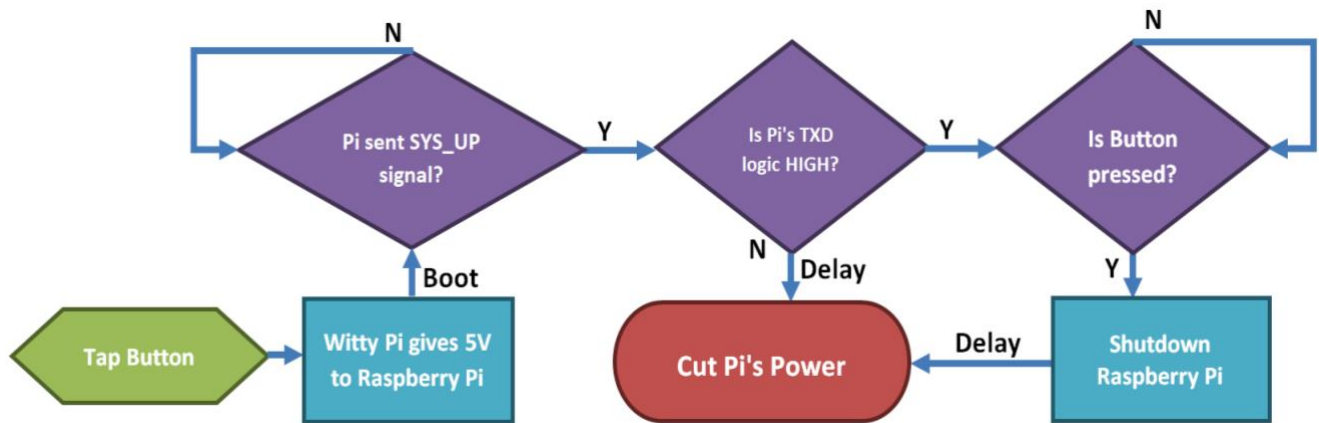 N
N
Pi sent SYS_UP
signal?
Y
Is Pi's TXD
logic HIGH?
Y
Is Button
pressed?
N
Y
Boot
Delay
Tap Button
Witty Pi gives 5V
to Raspberry Pi
Cut Pi's Power
Delay
Shutdown
Raspberry Pi